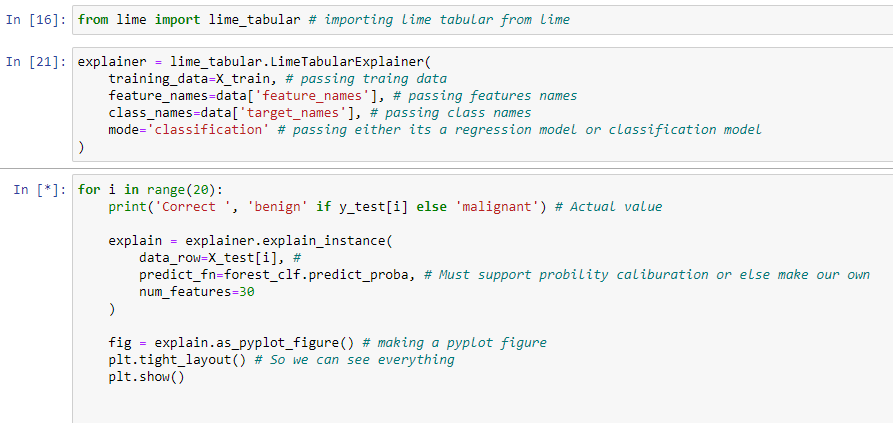 In [16]: from lime import lime_tabular # importing lime tabular from lime
In [21]: explainer = lime_tabular.LimeTabularExplainer(
training_data=X_train, # passing traing data
feature_names=data['feature_names'], # passing features names
class_names=data['target_names'], # passing class names
mode='classification' # passing either its a regression model or classification model
)
In [*]: for i in range(20):
print('Correct ', 'benign' if y_test[i] else 'malignant') # Actual value
explain = explainer.explain_instance(
data_row=X_test[i], #
predict_fn=forest_clf.predict_proba, # Must support probility caliburation or else make our own
num_features=30
)
fig = explain.as_pyplot_figure() # making a pyplot figure
plt.tight_layout() # So we can see everything
plt.show()